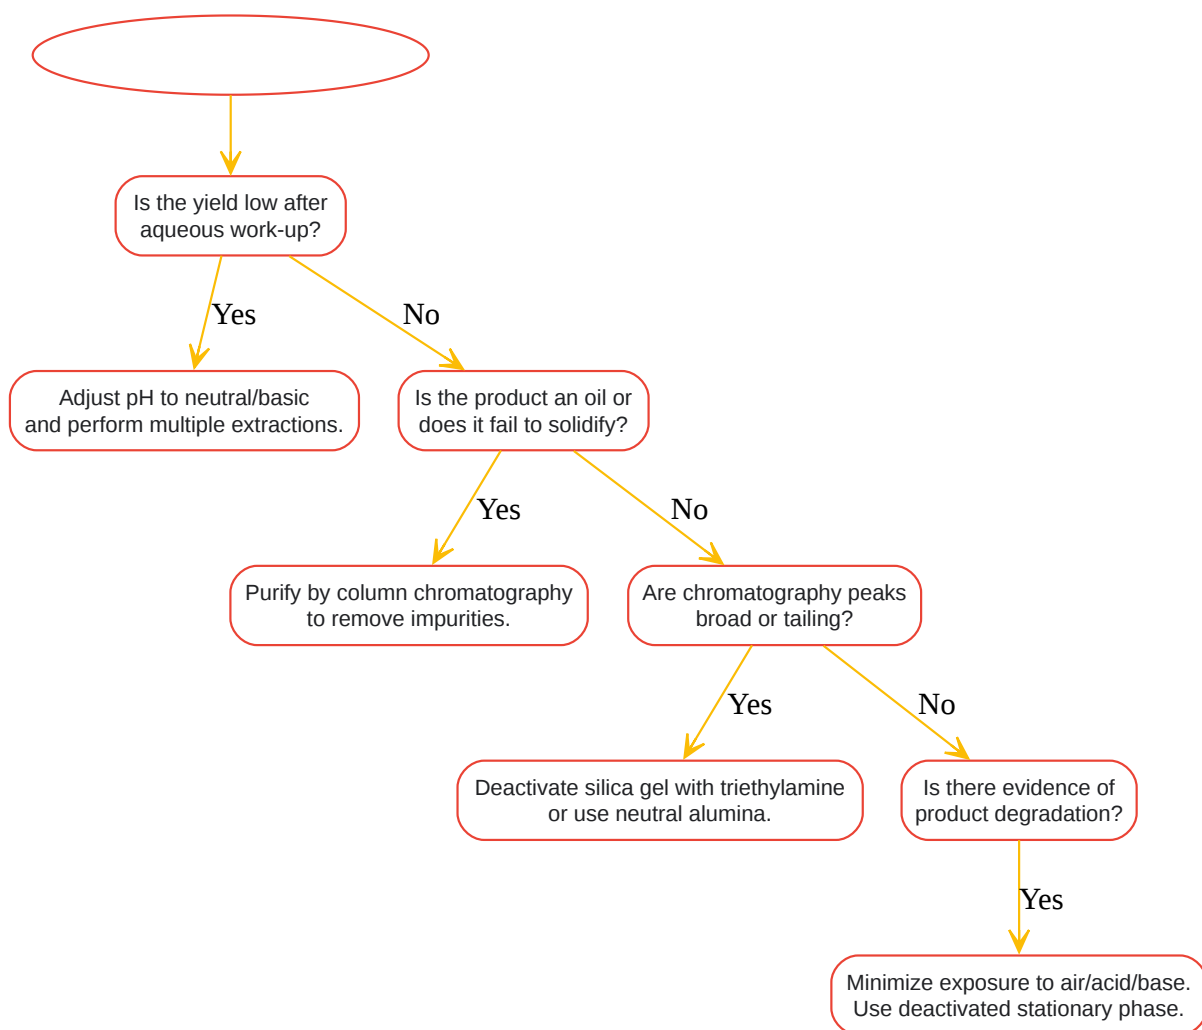 Is the yield low after
aqueous work-up?
Yes
No
Adjust pH to neutral/basic
and perform multiple extractions.
Is the product an oil or
does it fail to solidify?
Yes
No
Purify by column chromatography
to remove impurities.
Are chromatography peaks
broad or tailing?
Yes
No
Deactivate silica gel with triethylamine
or use neutral alumina.
Is there evidence of
product degradation?
Yes
Minimize exposure to air/acid/base.
Use deactivated stationary phase.